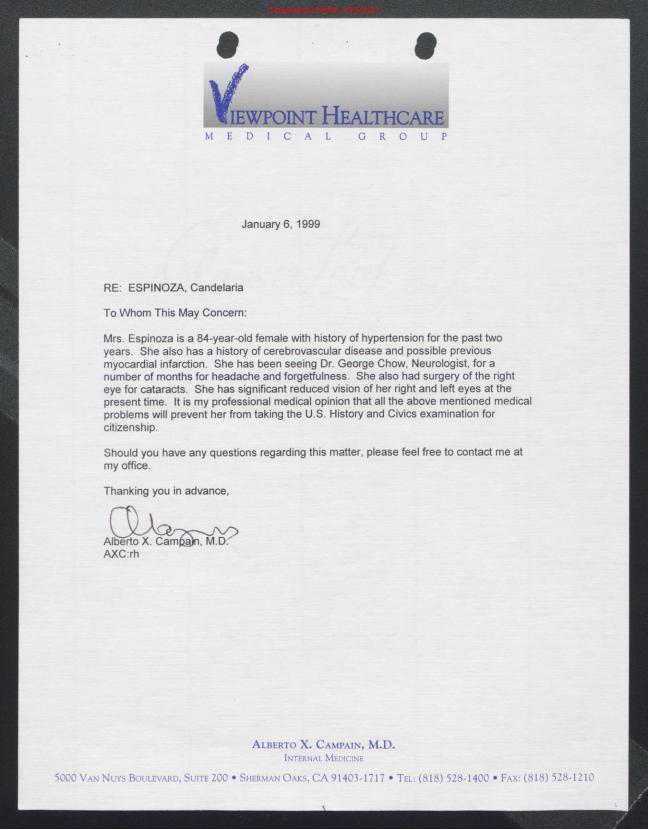 VIEWPOINT HEALTHCARE
MEDICAL GROUP
January 6, 1999
RE: ESPINOZA, Candelaria
To Whom This May Concern:
Mrs. Espinoza is a 84-year-old female with history of hypertension for the past two
years. She also has a history of cerebrovascular disease and possible previous
myocardial infarction. She has been seeing Dr. George Chow, Neurologist, for a
number of months for headache and forgetfulness. She also had surgery of the right
eye for cataracts. She has significant reduced vision of her right and left eyes at the
present time. It is my professional medical opinion that all the above mentioned medical
problems will prevent her from taking the U.S. History and Civics examination for
citizenship.
Should you have any questions regarding this matter, please feel free to contact me at
my office.
Thanking you in advance,
Alberto X. Campain, M.D.
AXC:rh
ALBERTO X. CAMPAIN, M.D.
INTERNAL MEDICINE
5000 VAN NUYS BOULEVARD, SUITE 200 • SHERMAN OAKS, CA 91403-1717 • TEL: (818) 528-1400 • FAX: (818) 528-1210